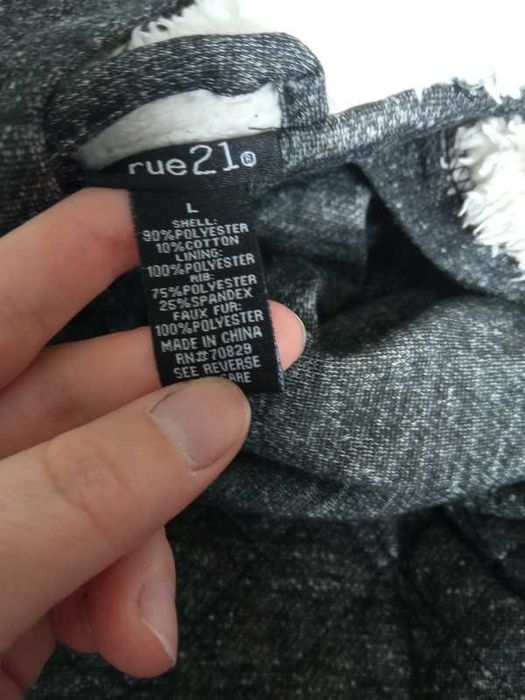 rue21®
L
SHELL:
90%POLYESTER
10%COTTON
LINING:
100%POLYESTER
RIB:
75%POLYESTER
25%SPANDEX
FAUX FUR:
100%POLYESTER
MADE IN CHINA
RN#70829
SEE REVERSE
CARE